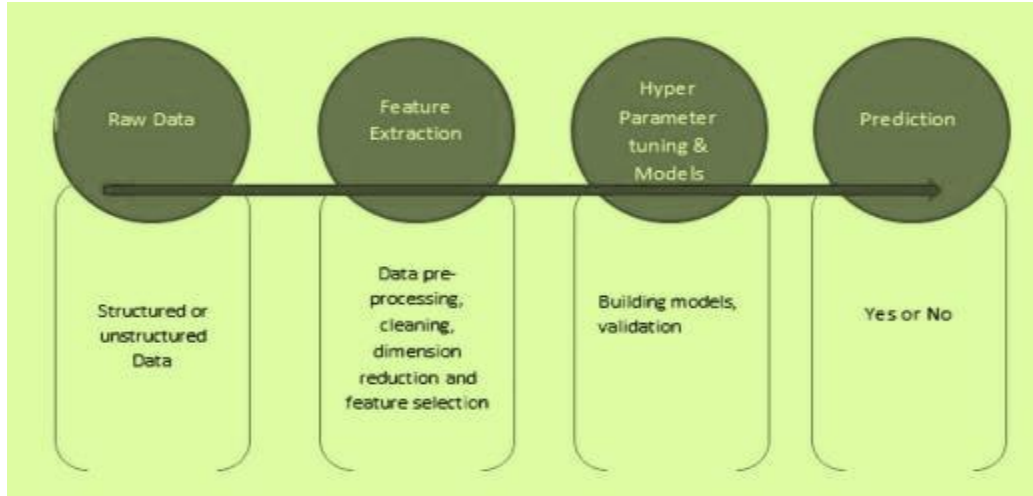 Raw Data
Feature
Extraction
Hyper
Parameter
tuning &
Models
Prediction
Structured or
unstructured
Data
Data pre-
processing,
cleaning,
dimension
reduction and
feature selection
Building models,
validation
Yes or No